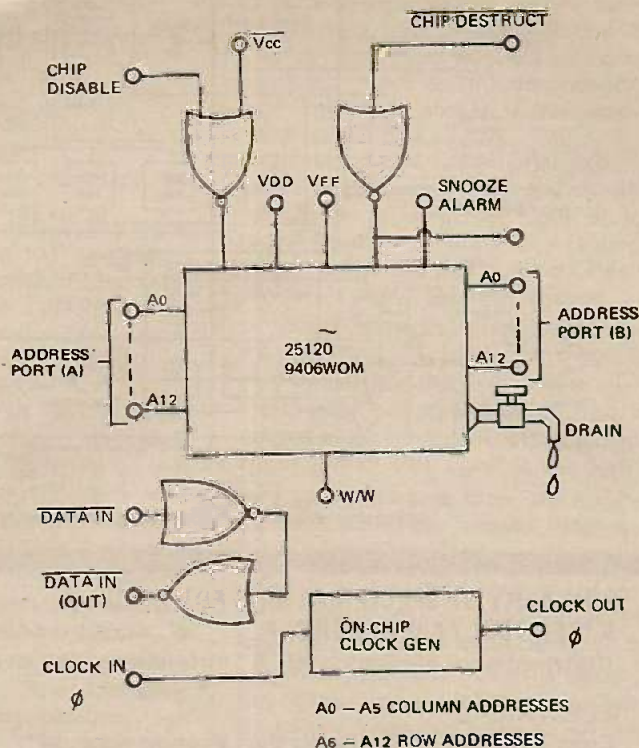 CHIP DESTRUCT
Vcc
CHIP
DISABLE
VDD
VFF
SNOOZE
ALARM
A0
A0
ADDRESS
PORT (A)
~
25120
9406WOM
ADDRESS
PORT (B)
A12
A12
DRAIN
W/W
DATA IN
DATA IN
(OUT)
ON-CHIP
CLOCK GEN
CLOCK OUT
ϕ
CLOCK IN
ϕ
A0 – A5 COLUMN ADDRESSES
A6 – A12 ROW ADDRESSES